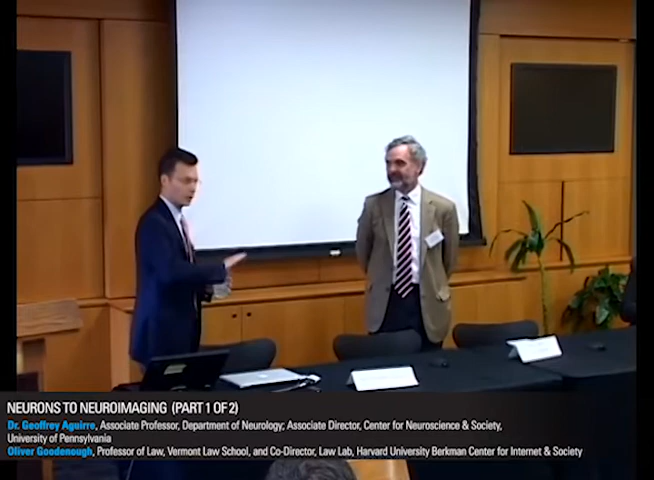 NEURONS TO NEUROIMAGING (PART 1 OF 2)
Dr. Geoffrey Aguirre, Associate Professor, Department of Neurology; Associate Director, Center for Neuroscience & Society,
University of Pennsylvania
Oliver Goodenough, Professor of Law, Vermont Law School, and Co-Director, Law Lab, Harvard University Berkman Center for Internet & Society